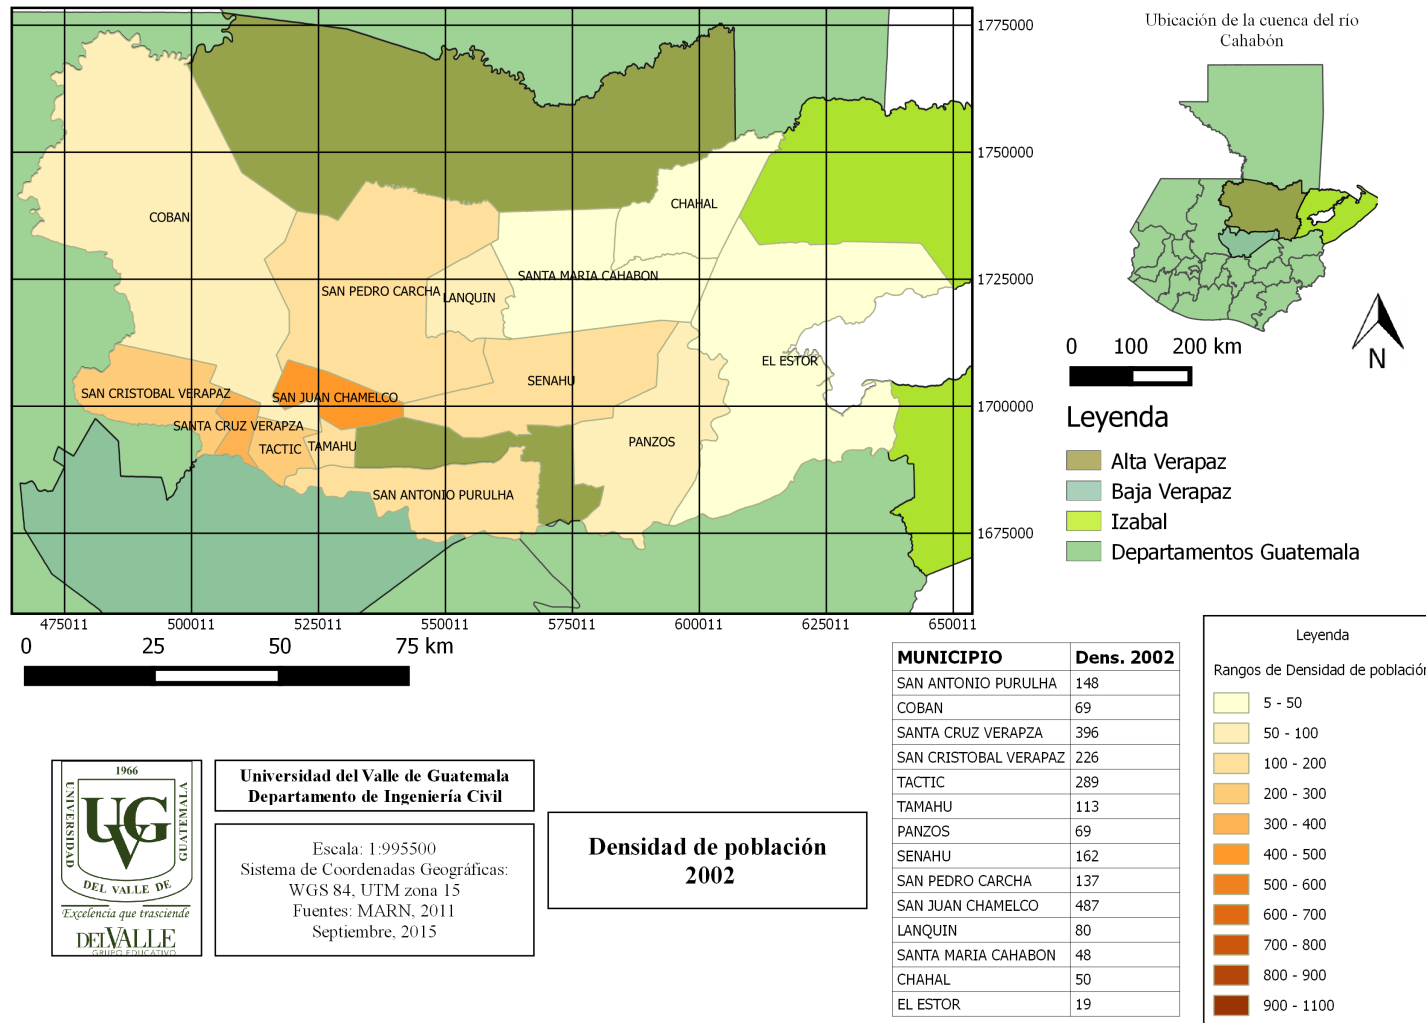 1775000
1750000
1725000
1700000
1675000
COBAN
CHAHAL
SANTA MARIA CAHABON
SAN PEDRO CARCHA
LANQUIN
EL ESTOR
SENAHU
SAN CRISTOBAL VERAPAZ
SAN JUAN CHAMELCO
SANTA CRUZ VERAPZA
TACTIC
TAMAHU
PANZOS
SAN ANTONIO PURULHA
475011 500011 525011 550011 575011 600011 625011 650011
0 25 50 75 km
Ubicación de la cuenca del río
Cahabón
0 100 200 km
N
Leyenda
Alta Verapaz
Baja Verapaz
Izabal
Departamentos Guatemala
1966
UNIVERSIDAD
UVG
GUATEMALA
DEL VALLE DE
Excelencia que trasciende
DELVALLE
GRUPO EDUCATIVO
Universidad del Valle de Guatemala
Departamento de Ingeniería Civil
Escala: 1:995500
Sistema de Coordenadas Geográficas:
WGS 84, UTM zona 15
Fuentes: MARN, 2011
Septiembre, 2015
Densidad de población
2002
MUNICIPIO Dens. 2002
SAN ANTONIO PURULHA 148
COBAN 69
SANTA CRUZ VERAPZA 396
SAN CRISTOBAL VERAPAZ 226
TACTIC 289
TAMAHU 113
PANZOS 69
SENAHU 162
SAN PEDRO CARCHA 137
SAN JUAN CHAMELCO 487
LANQUIN 80
SANTA MARIA CAHABON 48
CHAHAL 50
EL ESTOR 19
Leyenda
Rangos de Densidad de población
5 - 50
50 - 100
100 - 200
200 - 300
300 - 400
400 - 500
500 - 600
600 - 700
700 - 800
800 - 900
900 - 1100